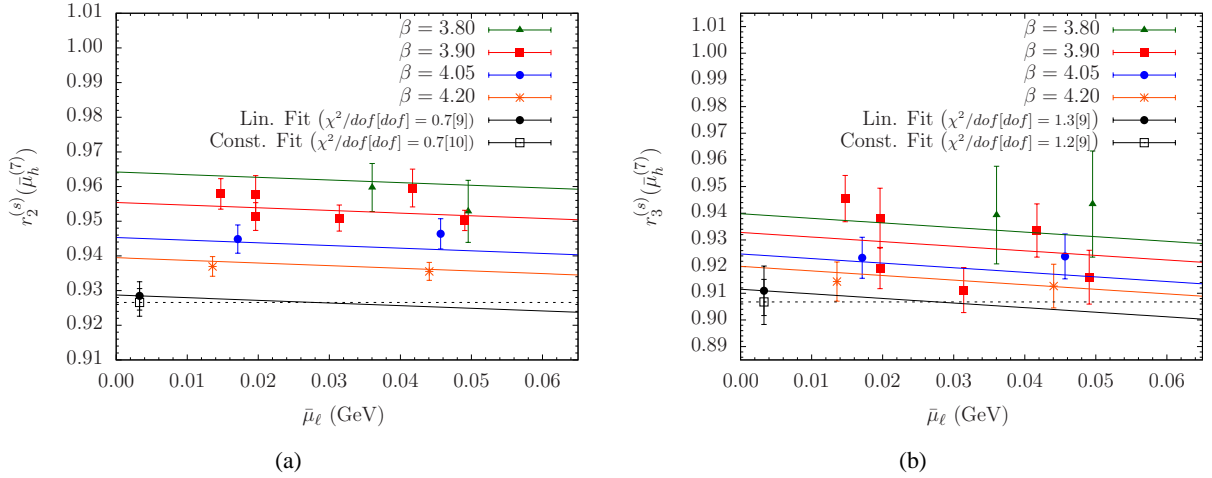 1.01
1.00
0.99
0.98
0.97
0.96
0.95
0.94
0.93
0.92
0.91
r₂⁽ˢ⁾(μ̄ₕ⁽⁷⁾)
β = 3.80
β = 3.90
β = 4.05
β = 4.20
Lin. Fit (χ²/dof[dof] = 0.7[9])
Const. Fit (χ²/dof[dof] = 0.7[10])
0.00 0.01 0.02 0.03 0.04 0.05 0.06
μ̄ℓ (GeV)
(a)
1.01
1.00
0.99
0.98
0.97
0.96
0.95
0.94
0.93
0.92
0.91
0.90
0.89
r₃⁽ˢ⁾(μ̄ₕ⁽⁷⁾)
β = 3.80
β = 3.90
β = 4.05
β = 4.20
Lin. Fit (χ²/dof[dof] = 1.3[9])
Const. Fit (χ²/dof[dof] = 1.2[9])
0.00 0.01 0.02 0.03 0.04 0.05 0.06
μ̄ℓ (GeV)
(b)